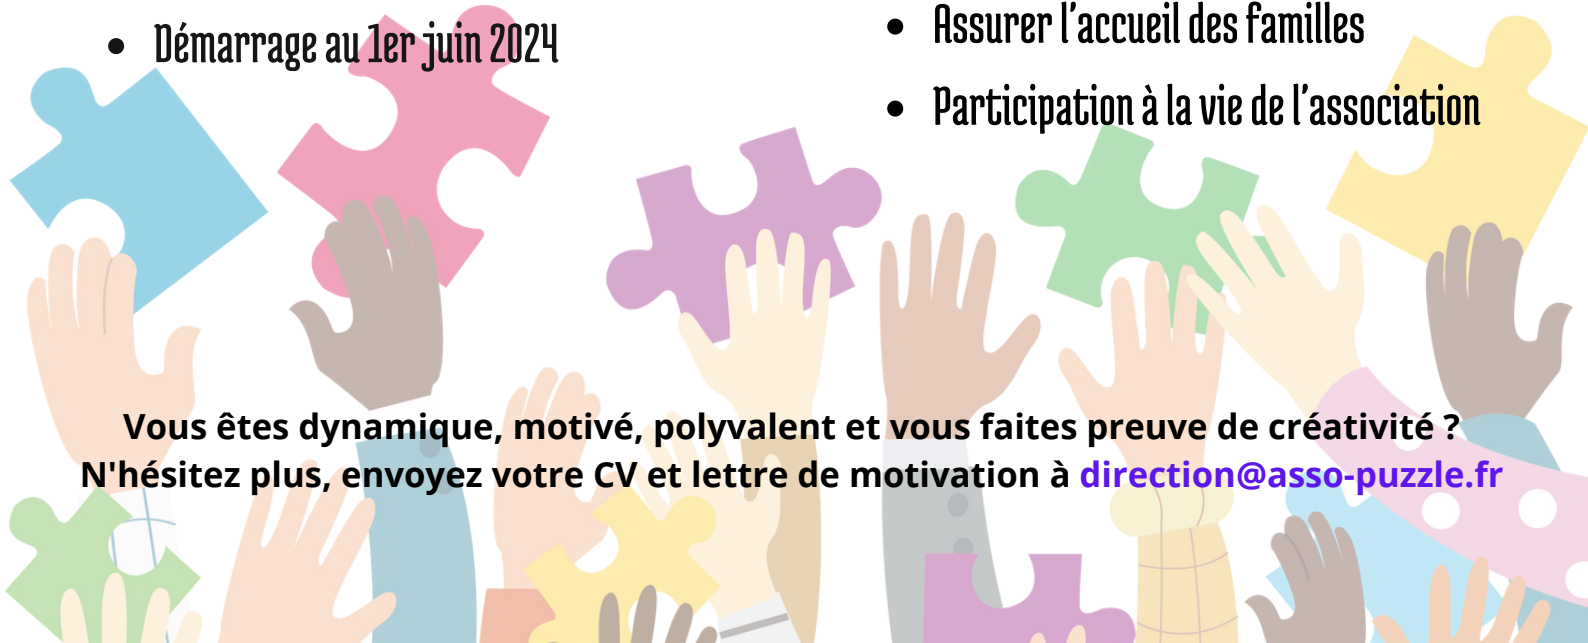 • Démarrage au 1er juin 2024
• Assurer l'accueil des familles
• Participation à la vie de l'association
Vous êtes dynamique, motivé, polyvalent et vous faites preuve de créativité ?
N'hésitez plus, envoyez votre CV et lettre de motivation à direction@asso-puzzle.fr